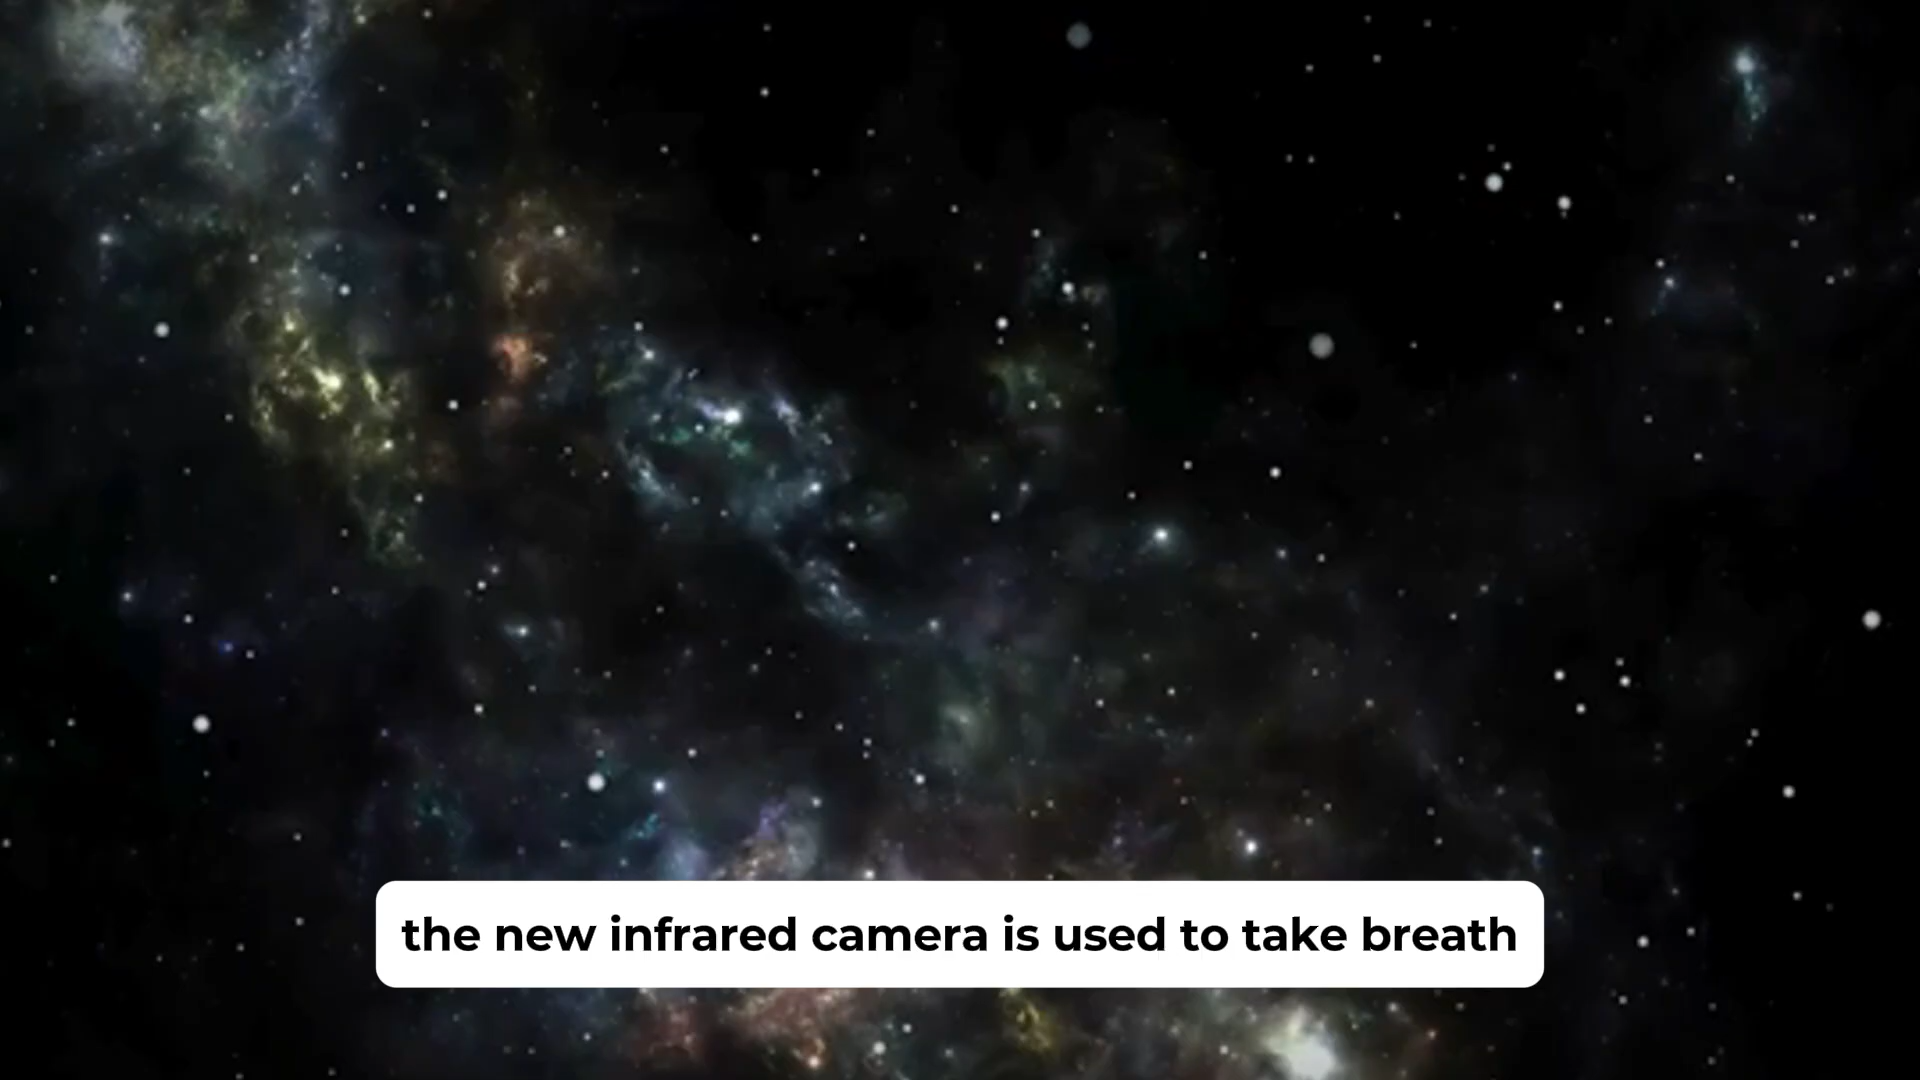 the new infrared camera is used to take breath